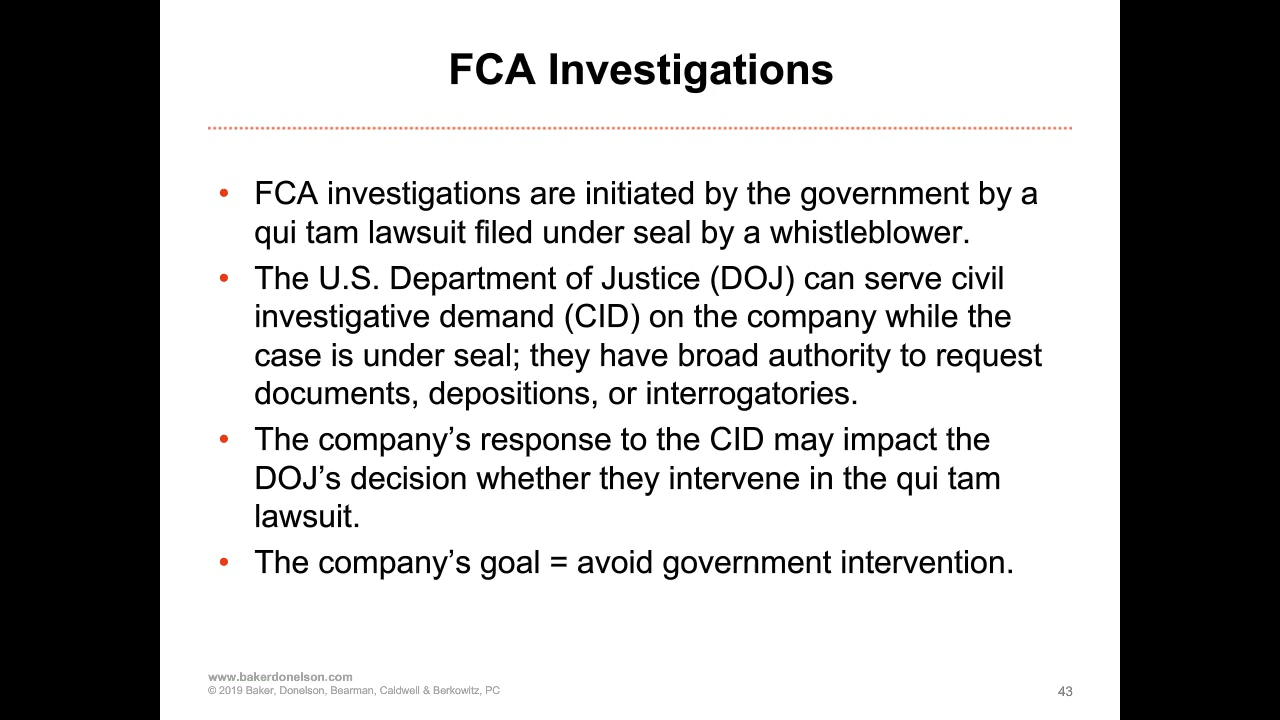 FCA Investigations
• FCA investigations are initiated by the government by a
qui tam lawsuit filed under seal by a whistleblower.
• The U.S. Department of Justice (DOJ) can serve civil
investigative demand (CID) on the company while the
case is under seal; they have broad authority to request
documents, depositions, or interrogatories.
• The company’s response to the CID may impact the
DOJ’s decision whether they intervene in the qui tam
lawsuit.
• The company’s goal = avoid government intervention.
www.bakerdonelson.com
© 2019 Baker, Donelson, Bearman, Caldwell & Berkowitz, PC
43